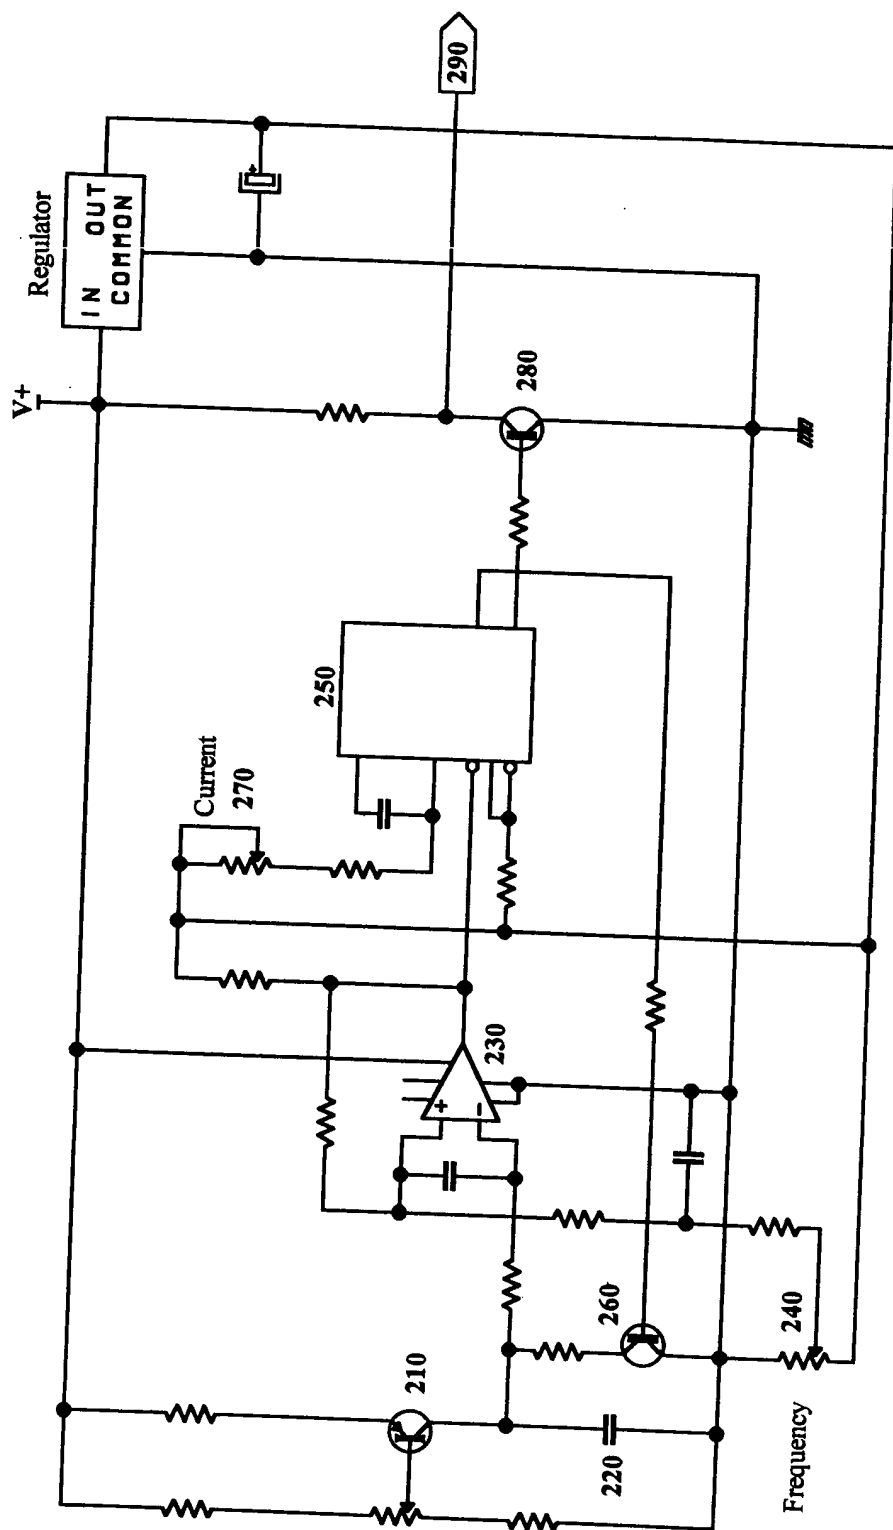 290
Regulator
IN OUT
COMMON
V+
280
250
Current
270
+
230
+
−
260
240
210
220
Frequency